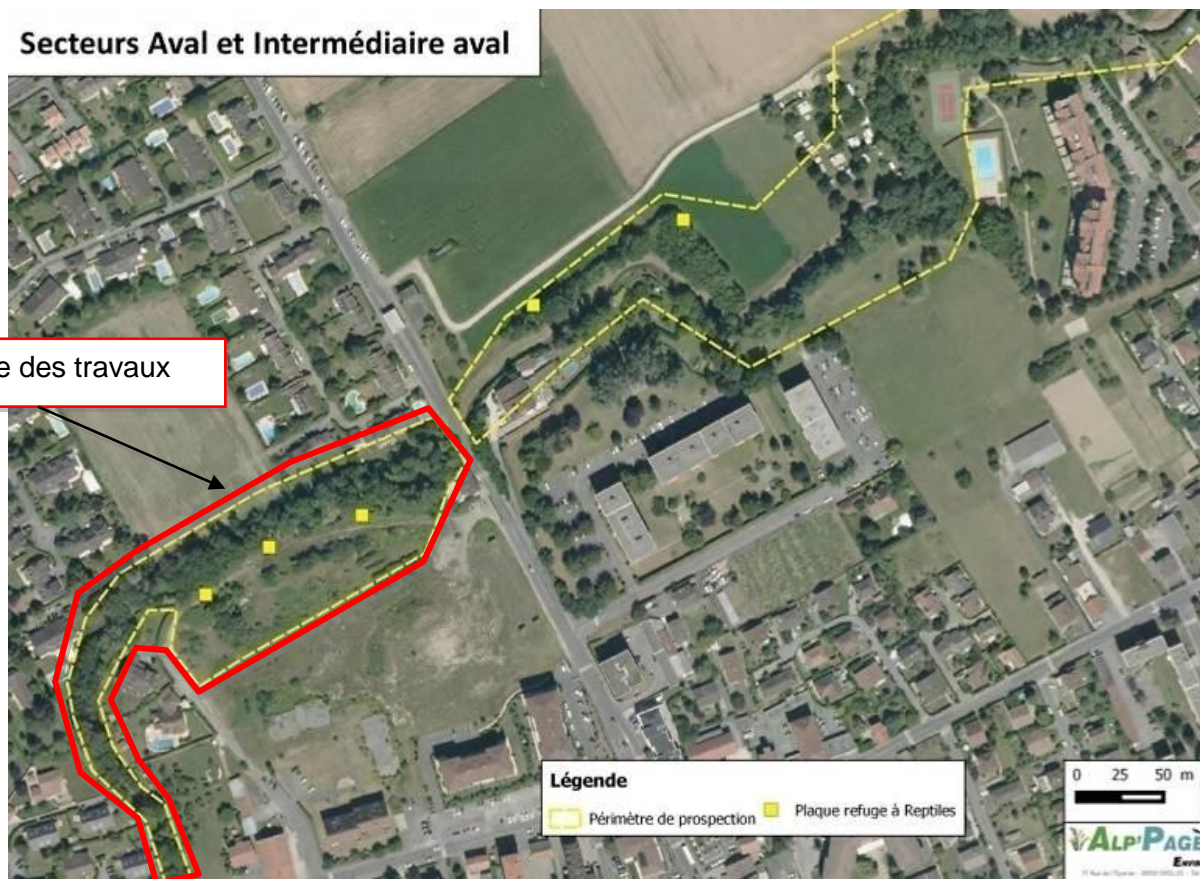 Secteurs Aval et Intermédiaire aval
e des travaux
Légende
Périmètre de prospection
Plaque refuge à Reptiles
0 25 50 m
ALP'PAGE